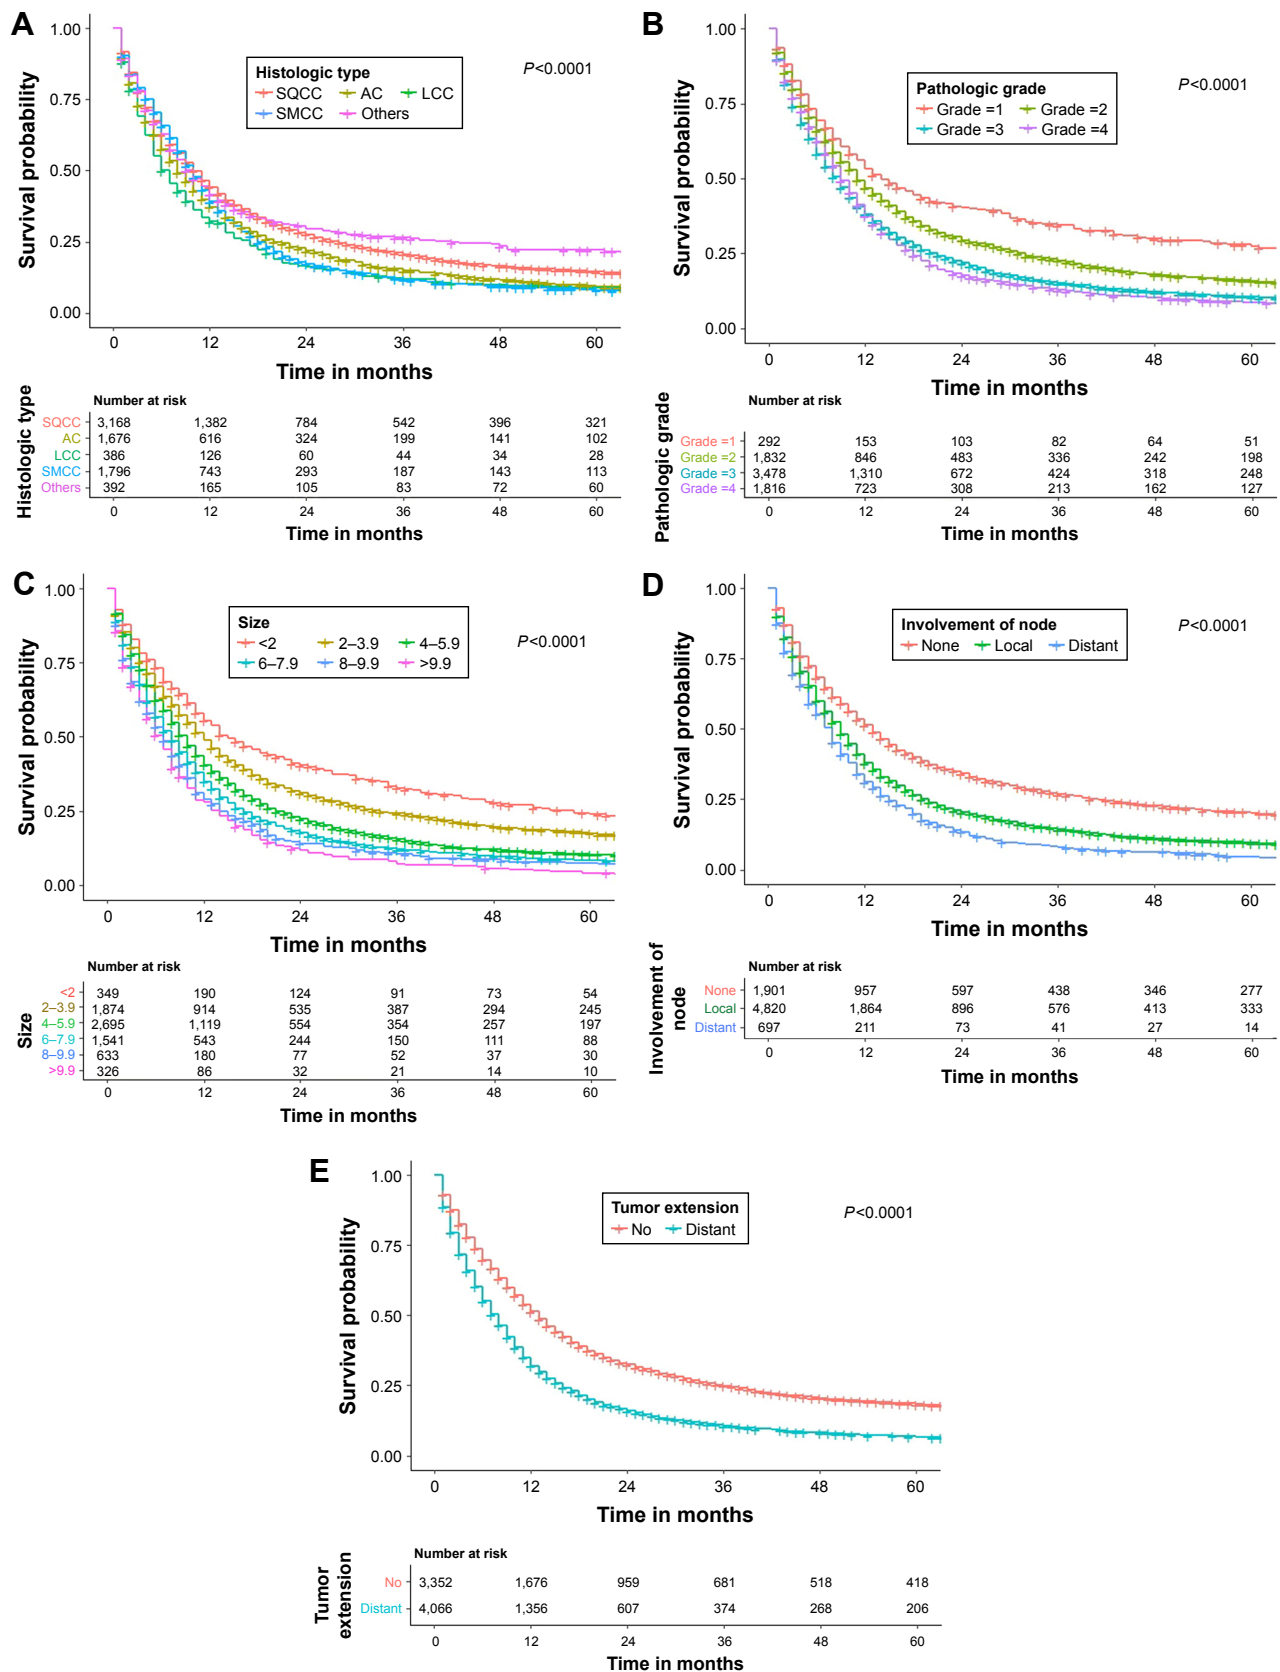 A
Survival probability
1.00
0.75
0.50
0.25
0.00
Histologic type
SQCC AC LCC
SMCC Others
P<0.0001
0 12 24 36 48 60
Time in months
Histologic type
Number at risk
SQCC 3,168 1,382 784 542 396 321
AC 1,676 616 324 199 141 102
LCC 386 126 60 44 34 28
SMCC 1,796 743 293 187 143 113
Others 392 165 105 83 72 60
0 12 24 36 48 60
Time in months
B
Survival probability
1.00
0.75
0.50
0.25
0.00
Pathologic grade
Grade =1 Grade =2
Grade =3 Grade =4
P<0.0001
0 12 24 36 48 60
Time in months
Pathologic grade
Number at risk
Grade =1 292 153 103 82 64 51
Grade =2 1,832 846 483 336 242 198
Grade =3 3,478 1,310 672 424 318 248
Grade =4 1,816 723 308 213 162 127
0 12 24 36 48 60
Time in months
C
Survival probability
1.00
0.75
0.50
0.25
0.00
Size
<2 2–3.9 4–5.9
6–7.9 8–9.9 >9.9
P<0.0001
0 12 24 36 48 60
Time in months
Size
Number at risk
<2 349 190 124 91 73 54
2–3.9 1,874 914 535 387 294 245
4–5.9 2,695 1,119 554 354 257 197
6–7.9 1,541 543 244 150 111 88
8–9.9 633 180 77 52 37 30
>9.9 326 86 32 21 14 10
0 12 24 36 48 60
Time in months
D
Survival probability
1.00
0.75
0.50
0.25
0.00
Involvement of node
None Local Distant
P<0.0001
0 12 24 36 48 60
Time in months
Involvement of
node
Number at risk
None 1,901 957 597 438 346 277
Local 4,820 1,864 896 576 413 333
Distant 697 211 73 41 27 14
0 12 24 36 48 60
Time in months
E
Survival probability
1.00
0.75
0.50
0.25
0.00
Tumor extension
No Distant
P<0.0001
0 12 24 36 48 60
Time in months
Tumor
extension
Number at risk
No 3,352 1,676 959 681 518 418
Distant 4,066 1,356 607 374 268 206
0 12 24 36 48 60
Time in months